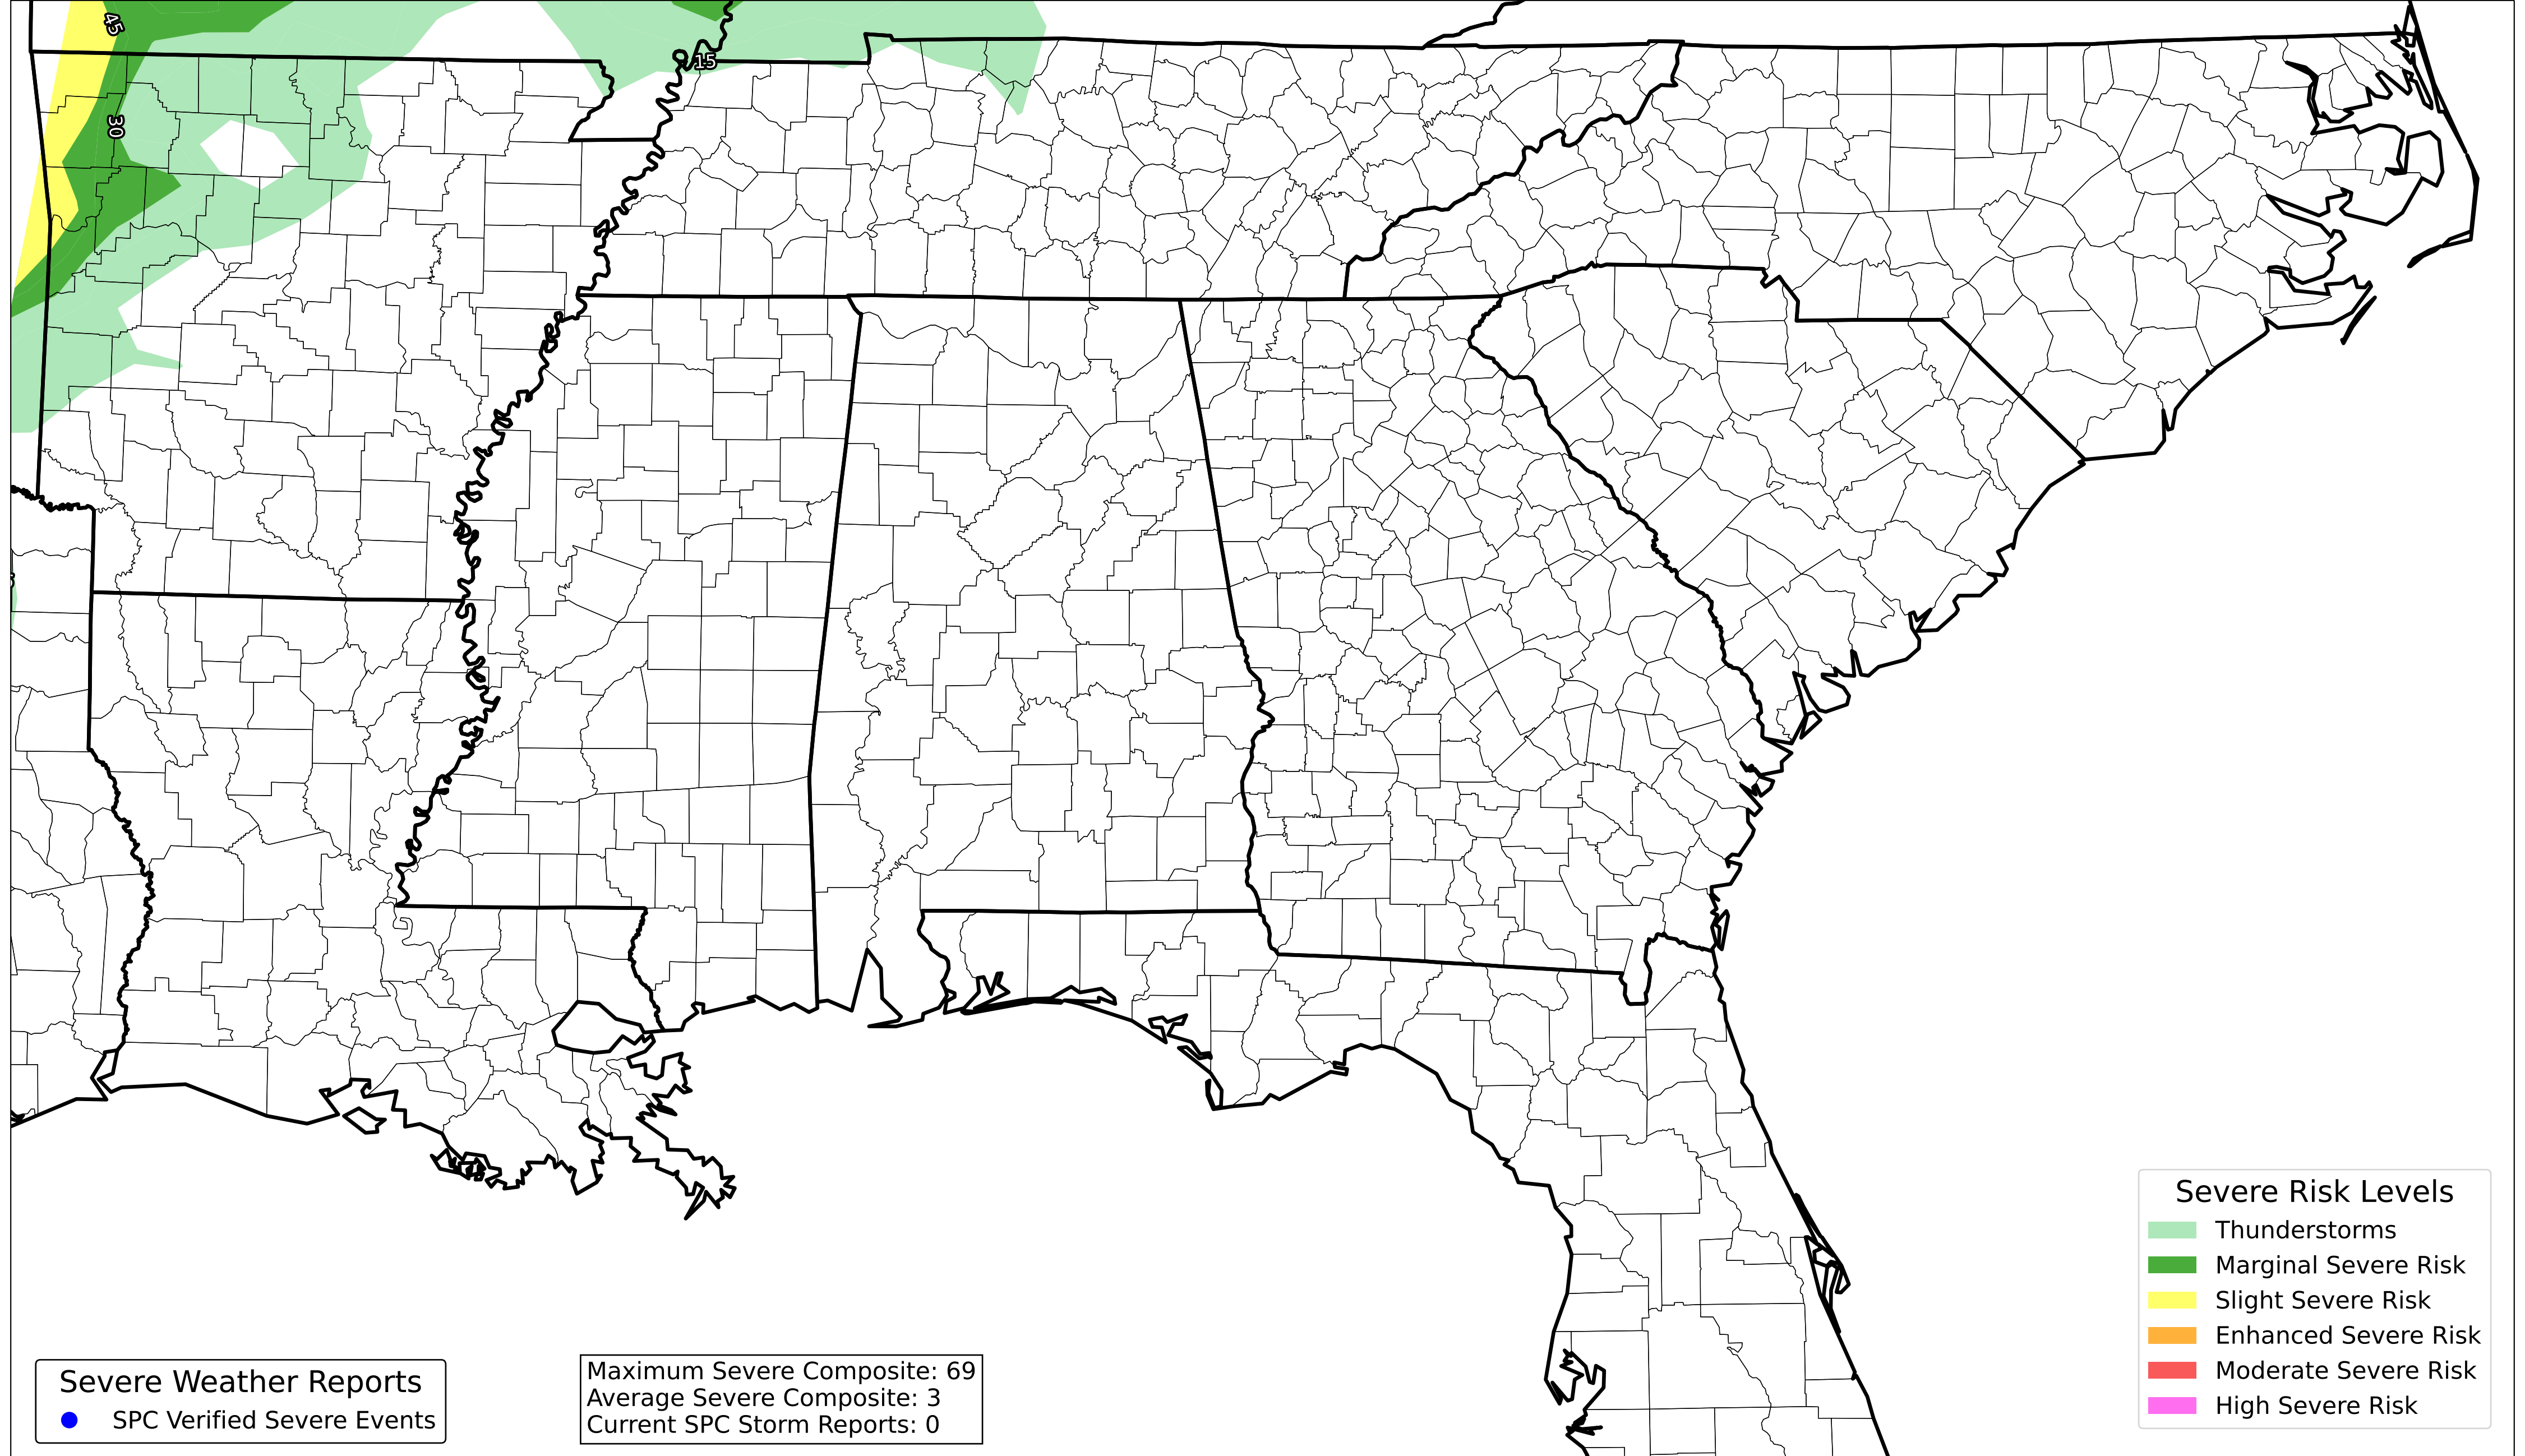 45
15
30
Severe Risk Levels
Thunderstorms
Marginal Severe Risk
Slight Severe Risk
Enhanced Severe Risk
Moderate Severe Risk
High Severe Risk
Severe Weather Reports
SPC Verified Severe Events
Maximum Severe Composite: 69
Average Severe Composite: 3
Current SPC Storm Reports: 0